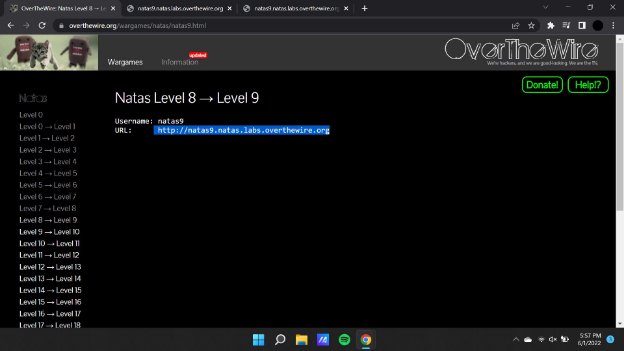 OverTheWire: Natas Level 8 → L
natas9.natas.labs.overthewire.org
natas9.natas.labs.overthewire.org
overthewire.org/wargames/natas/natas9.html
OverTheWire
We're hackers, and we are good-looking. We are the 1%.
Wargames
Information
updated
Donate!
Help!?
Natas
Level 0
Level 0 → Level 1
Level 1 → Level 2
Level 2 → Level 3
Level 3 → Level 4
Level 4 → Level 5
Level 5 → Level 6
Level 6 → Level 7
Level 7 → Level 8
Level 8 → Level 9
Level 9 → Level 10
Level 10 → Level 11
Level 11 → Level 12
Level 12 → Level 13
Level 13 → Level 14
Level 14 → Level 15
Level 15 → Level 16
Level 16 → Level 17
Level 17 → Level 18
Natas Level 8 → Level 9
Username: natas9
URL: http://natas9.natas.labs.overthewire.org
5:57 PM
6/1/2022